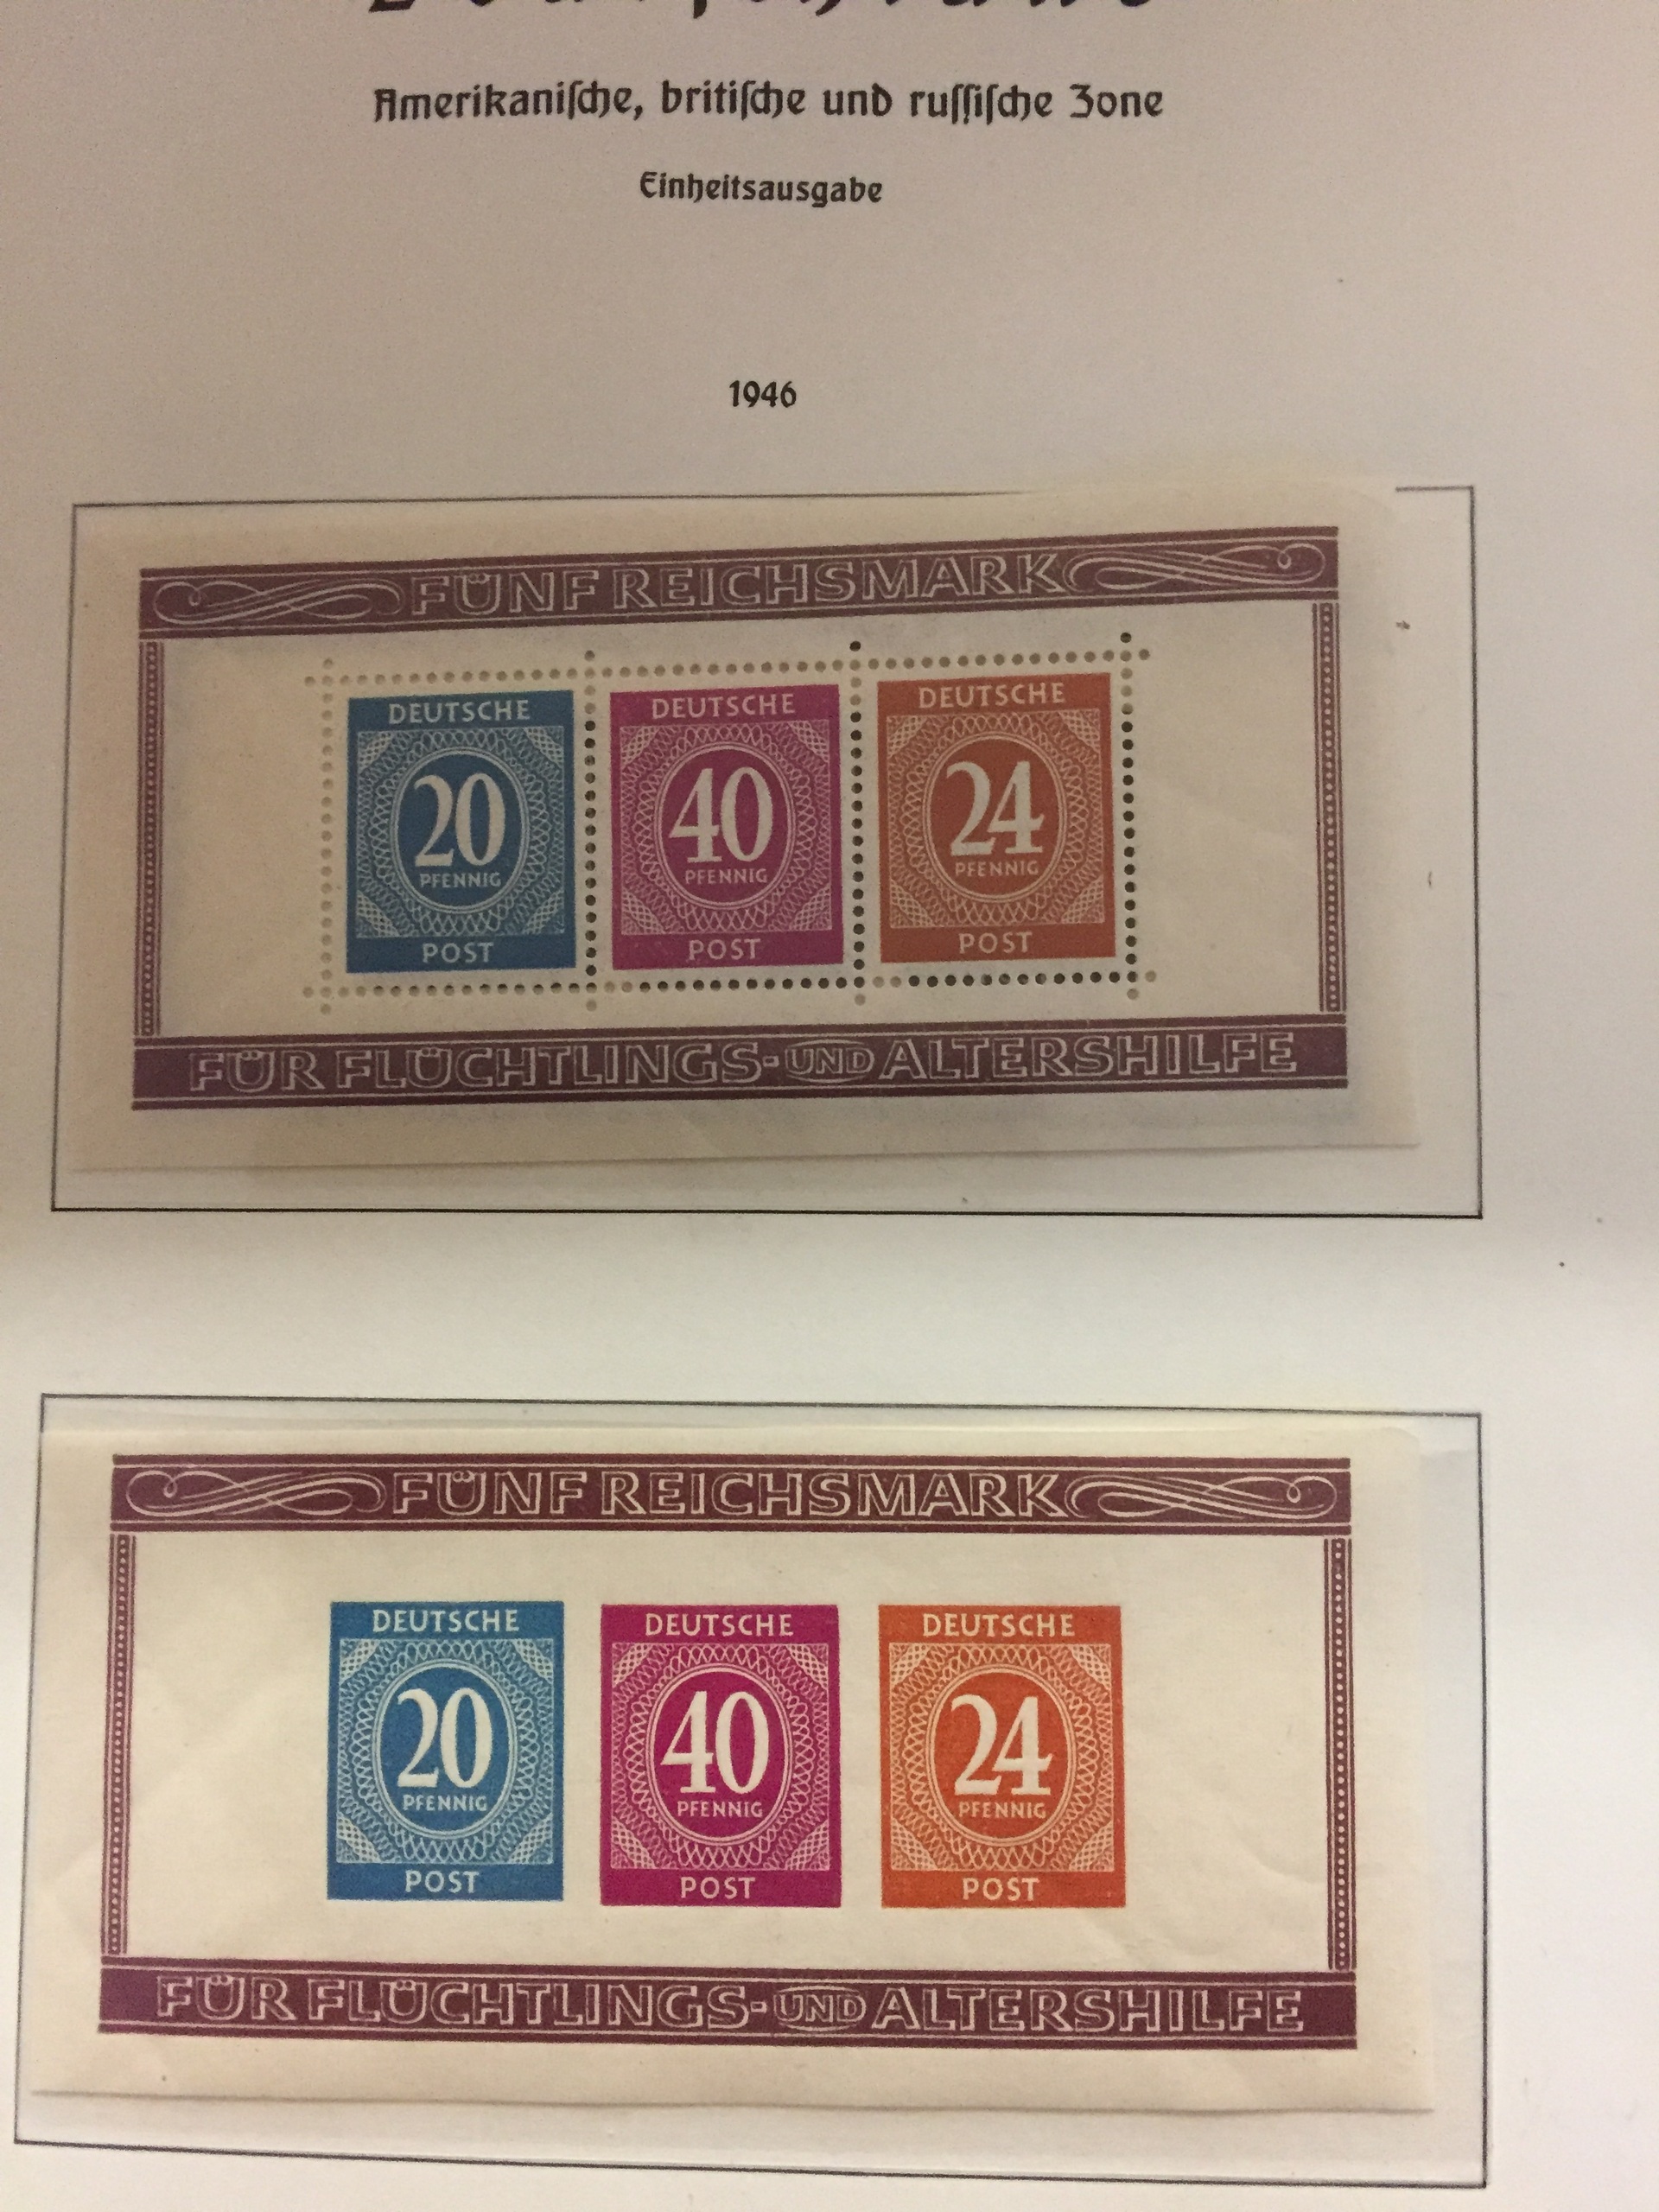 Amerikaniſche, britiſche und ruſſiſche Zone
Einheitsausgabe
1946
FÜNF REICHSMARK
DEUTSCHE
20
PFENNIG
POST
DEUTSCHE
40
PFENNIG
POST
DEUTSCHE
24
PFENNIG
POST
FÜR FLÜCHTLINGS- UND ALTERSHILFE
FÜNF REICHSMARK
DEUTSCHE
20
PFENNIG
POST
DEUTSCHE
40
PFENNIG
POST
DEUTSCHE
24
PFENNIG
POST
FÜR FLÜCHTLINGS- UND ALTERSHILFE